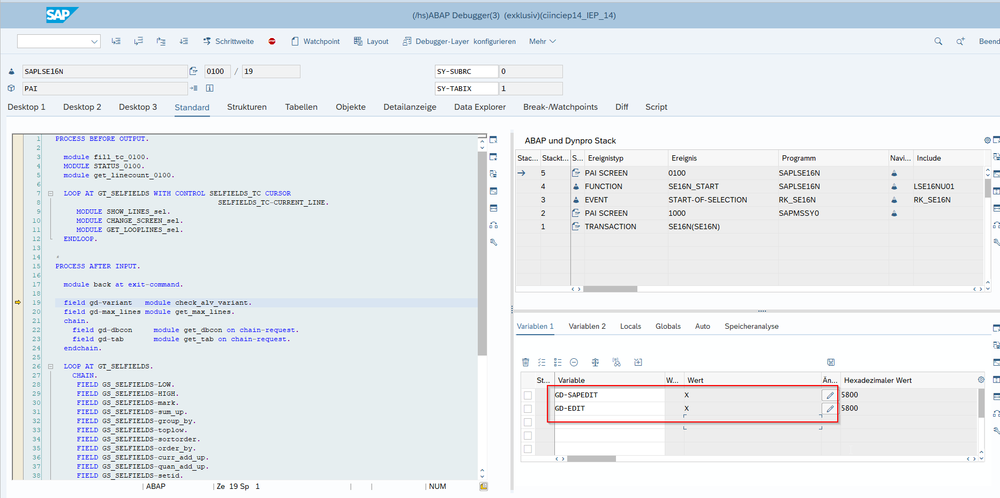 SAP
(/hs)ABAP Debugger(3)  (exklusiv)(ciinciep14_IEP_14)
Schrittweite
STOP
Watchpoint
Layout
Debugger-Layer konfigurieren
Mehr
Beend
SAPLSE16N
0100 / 19
SY-SUBRC 0
PAI
SY-TABIX 1
Desktop 1 Desktop 2 Desktop 3 Standard Strukturen Tabellen Objekte Detailanzeige Data Explorer Break-/Watchpoints Diff Script
1 PROCESS BEFORE OUTPUT.
2
3 module fill_tc_0100.
4 MODULE STATUS_0100.
5 module get_linecount_0100.
6
7 LOOP AT GT_SELFIELDS WITH CONTROL SELFIELDS_TC CURSOR
8 SELFIELDS_TC-CURRENT_LINE.
9 MODULE SHOW_LINES_sel.
10 MODULE CHANGE_SCREEN_sel.
11 MODULE GET_LOOPLINES_sel.
12 ENDLOOP.
13
14 *
15 PROCESS AFTER INPUT.
16
17 module back at exit-command.
18
19 field gd-variant   module check_alv_variant.
20 field gd-max_lines module get_max_lines.
21 chain.
22 field gd-dbcon     module get_dbcon on chain-request.
23 field gd-tab       module get_tab on chain-request.
24 endchain.
25
26 LOOP AT GT_SELFIELDS.
27 CHAIN.
28 FIELD GS_SELFIELDS-LOW.
29 FIELD GS_SELFIELDS-HIGH.
30 FIELD GS_SELFIELDS-mark.
31 FIELD GS_SELFIELDS-sum_up.
32 FIELD GS_SELFIELDS-group_by.
33 FIELD GS_SELFIELDS-toplow.
34 FIELD GS_SELFIELDS-sortorder.
35 FIELD GS_SELFIELDS-order_by.
36 FIELD GS_SELFIELDS-curr_add_up.
37 FIELD GS_SELFIELDS-quan_add_up.
38 FIELD GS_SELFIELDS-setid.
ABAP Ze 19 Sp 1 NUM
ABAP und Dynpro Stack
Stac... Stackt... S... Ereignistyp Ereignis Programm Navi... Include
5 PAI SCREEN 0100 SAPLSE16N
4 FUNCTION SE16N_START SAPLSE16N LSE16NU01
3 EVENT START-OF-SELECTION RK_SE16N RK_SE16N
2 PAI SCREEN 1000 SAPMSSY0
1 TRANSACTION SE16N(SE16N)
Variablen 1 Variablen 2 Locals Globals Auto Speicheranalyse
St... Variable W... Wert Än... Hexadezimaler Wert
GD-SAPEDIT X 5800
GD-EDIT X 5800